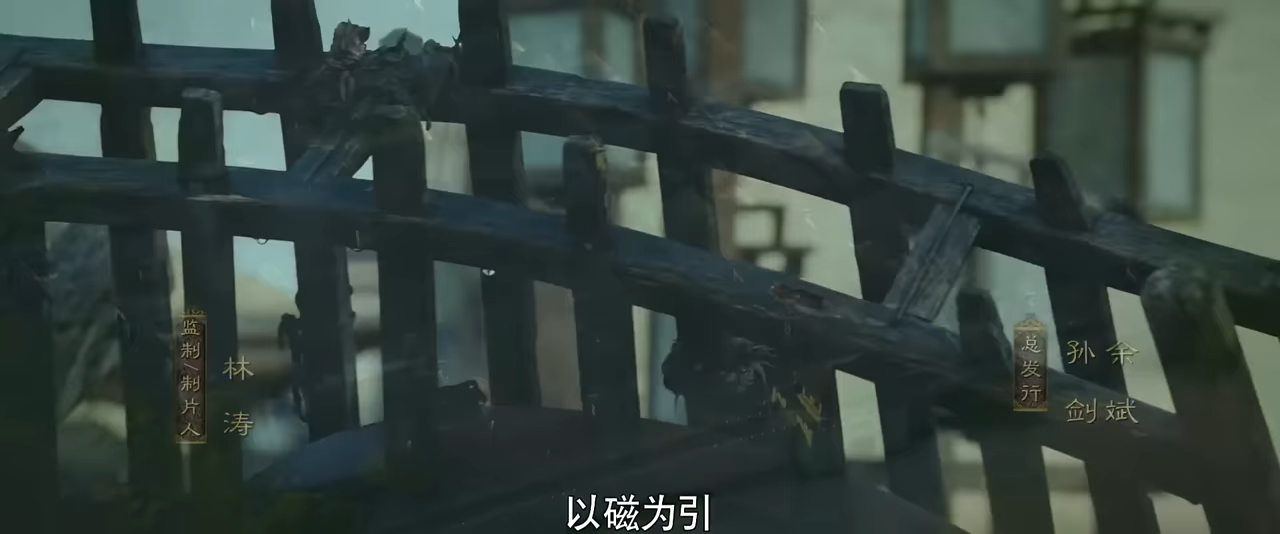 监制/制片人
林涛
总发行
余斌
孙剑
以磁为引